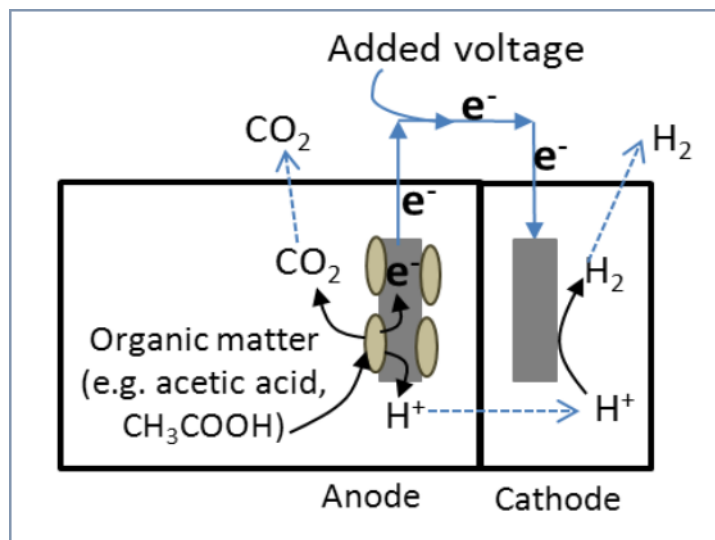 Added voltage
e⁻
CO₂
H₂
e⁻
e⁻
CO₂
e⁻
H₂
Organic matter
(e.g. acetic acid,
CH₃COOH)
H⁺
H⁺
Anode
Cathode